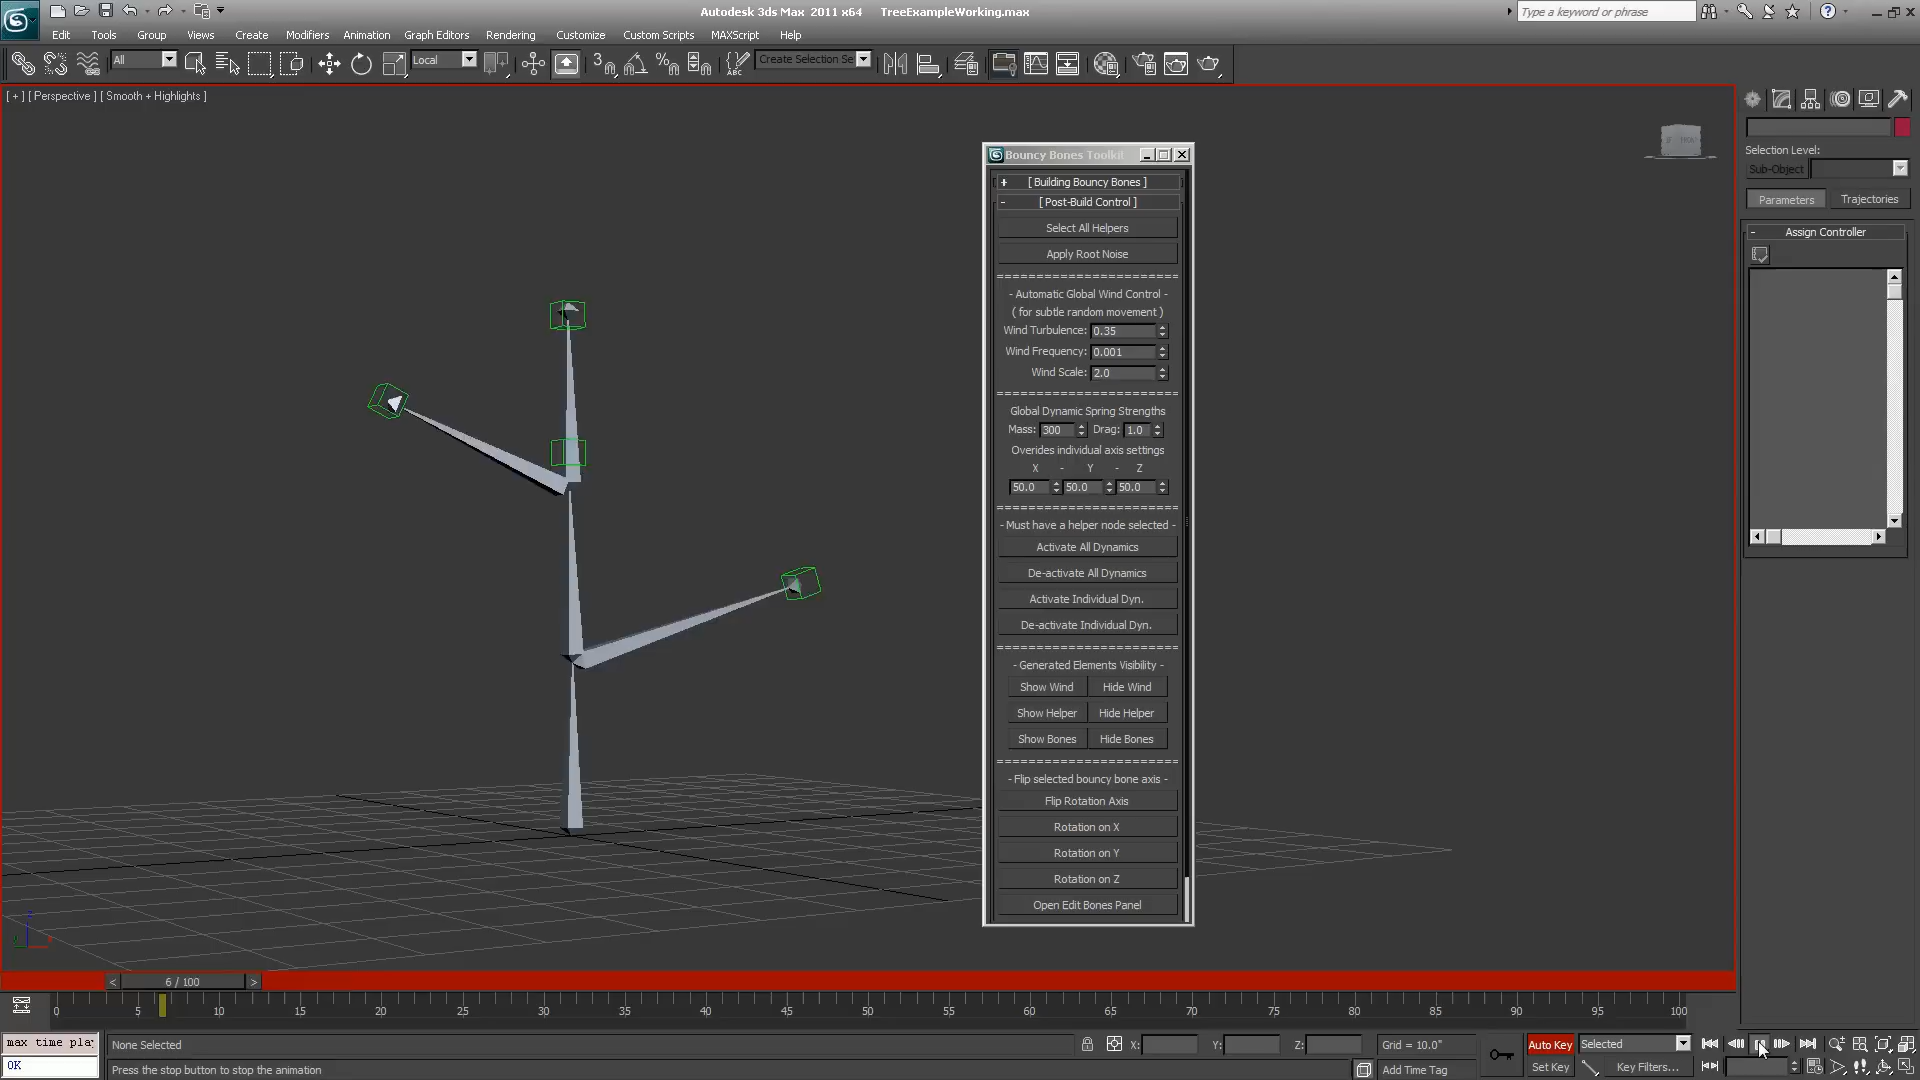 Autodesk 3ds Max 2011 x64 TreeExampleWorking.max
Type a keyword or phrase
Edit Tools Group Views Create Modifiers Animation Graph Editors Rendering Customize Custom Scripts MAXScript Help
All Local Create Selection Se
[ + ] [ Perspective ] [ Smooth + Highlights ]
Bouncy Bones Toolkit
+ [ Building Bouncy Bones ]
- [ Post-Build Control ]
Select All Helpers
Apply Root Noise
- Automatic Global Wind Control -
( for subtle random movement )
Wind Turbulence: 0.35
Wind Frequency: 0.001
Wind Scale: 2.0
Global Dynamic Spring Strengths
Mass: 300 Drag: 1.0
Overides individual axis settings
X - Y - Z
50.0 50.0 50.0
- Must have a helper node selected -
Activate All Dynamics
De-activate All Dynamics
Activate Individual Dyn.
De-activate Individual Dyn.
- Generated Elements Visibility -
Show Wind Hide Wind
Show Helper Hide Helper
Show Bones Hide Bones
- Flip selected bouncy bone axis -
Flip Rotation Axis
Rotation on X
Rotation on Y
Rotation on Z
Open Edit Bones Panel
Selection Level:
Sub-Object
Parameters Trajectories
- Assign Controller
< 6 / 100 >
0 5 10 15 20 25 30 35 40 45 50 55 60 65 70 75 80 85 90 95 100
max time pla
OK
None Selected X: Y: Z: Grid = 10.0" Auto Key Selected
Press the stop button to stop the animation Add Time Tag Set Key Key Filters...